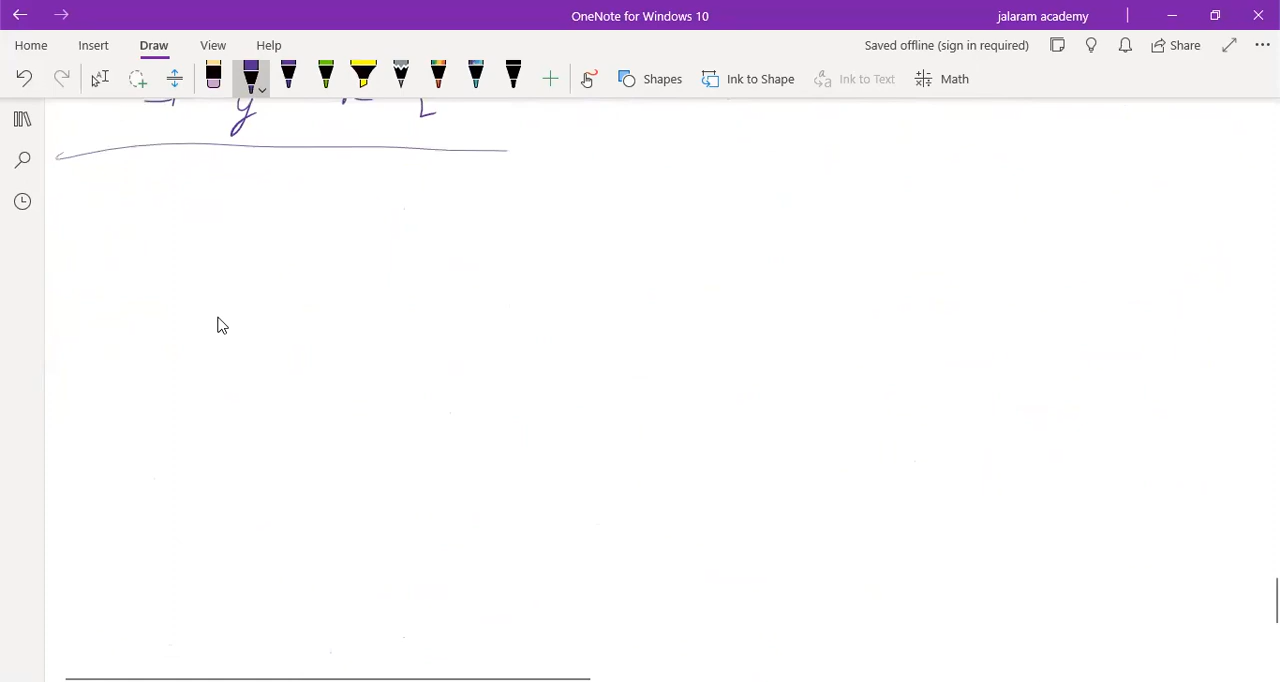 OneNote for Windows 10
jalaram academy
Home Insert Draw View Help
Saved offline (sign in required)
Share
Shapes
Ink to Shape
Ink to Text
Math
y